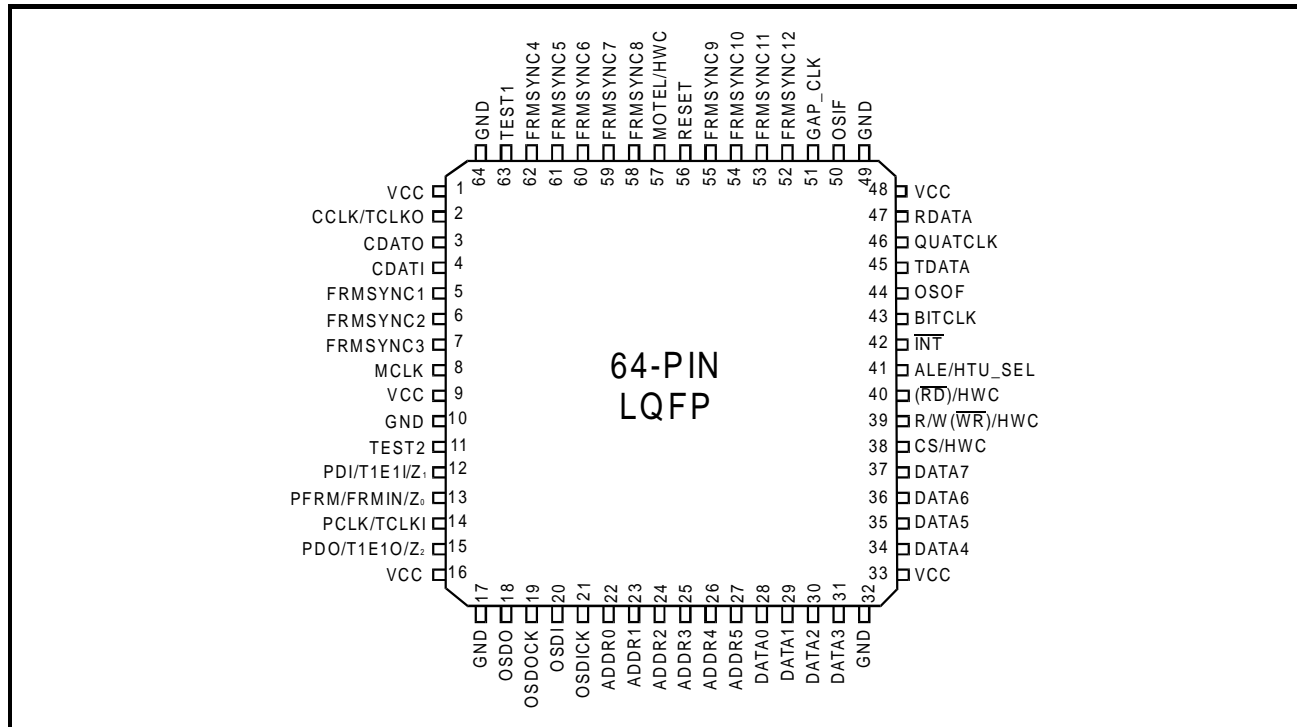 GND
TEST1
FRMSYNC4
FRMSYNC5
FRMSYNC6
FRMSYNC7
FRMSYNC8
MOTEL/HWC
RESET
FRMSYNC9
FRMSYNC10
FRMSYNC11
FRMSYNC12
GAP_CLK
OSIF
GND
64 63 62 61 60 59 58 57 56 55 54 53 52 51 50 49
VCC 1
CCLK/TCLKO 2
CDATO 3
CDATI 4
FRMSYNC1 5
FRMSYNC2 6
FRMSYNC3 7
MCLK 8
VCC 9
GND 10
TEST2 11
PDI/T1E1I/Z₁ 12
PFRM/FRMIN/Z₀ 13
PCLK/TCLKI 14
PDO/T1E1O/Z₂ 15
VCC 16
64-PIN
LQFP
48 VCC
47 RDATA
46 QUATCLK
45 TDATA
44 OSOF
43 BITCLK
42 I̅N̅T̅
41 ALE/HTU_SEL
40 (R̅D̅)/HWC
39 R/W(W̅R̅)/HWC
38 CS/HWC
37 DATA7
36 DATA6
35 DATA5
34 DATA4
33 VCC
17 18 19 20 21 22 23 24 25 26 27 28 29 30 31 32
GND
OSDO
OSDOCK
OSDI
OSDICK
ADDR0
ADDR1
ADDR2
ADDR3
ADDR4
ADDR5
DATA0
DATA1
DATA2
DATA3
GND